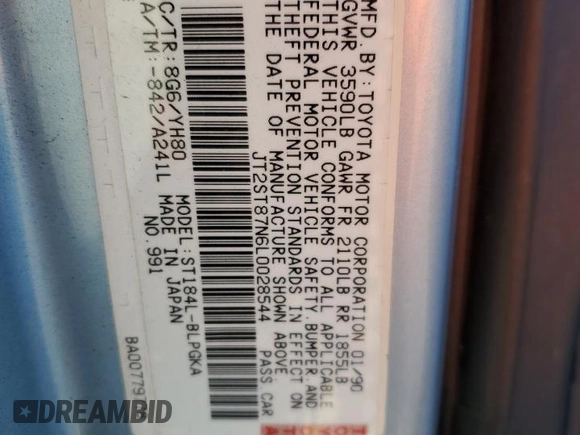 MFD. BY: TOYOTA MOTOR CORPORATION 01/90
GVWR 3590LB GAWR FR 2110LB RR 1855LB
THIS VEHICLE CONFORMS TO ALL APPLICABLE
FEDERAL MOTOR VEHICLE SAFETY, BUMPER AND
THEFT PREVENTION STANDARDS IN EFFECT ON
THE DATE OF MANUFACTURE SHOWN ABOVE.
JT2ST87N6L0028544 PASS CAR
MODEL: ST184L-BLPGKA
C/TR: 8G6/YH80 MADE IN JAPAN
A/TM: -842/A241L NO.991
DREAMBID